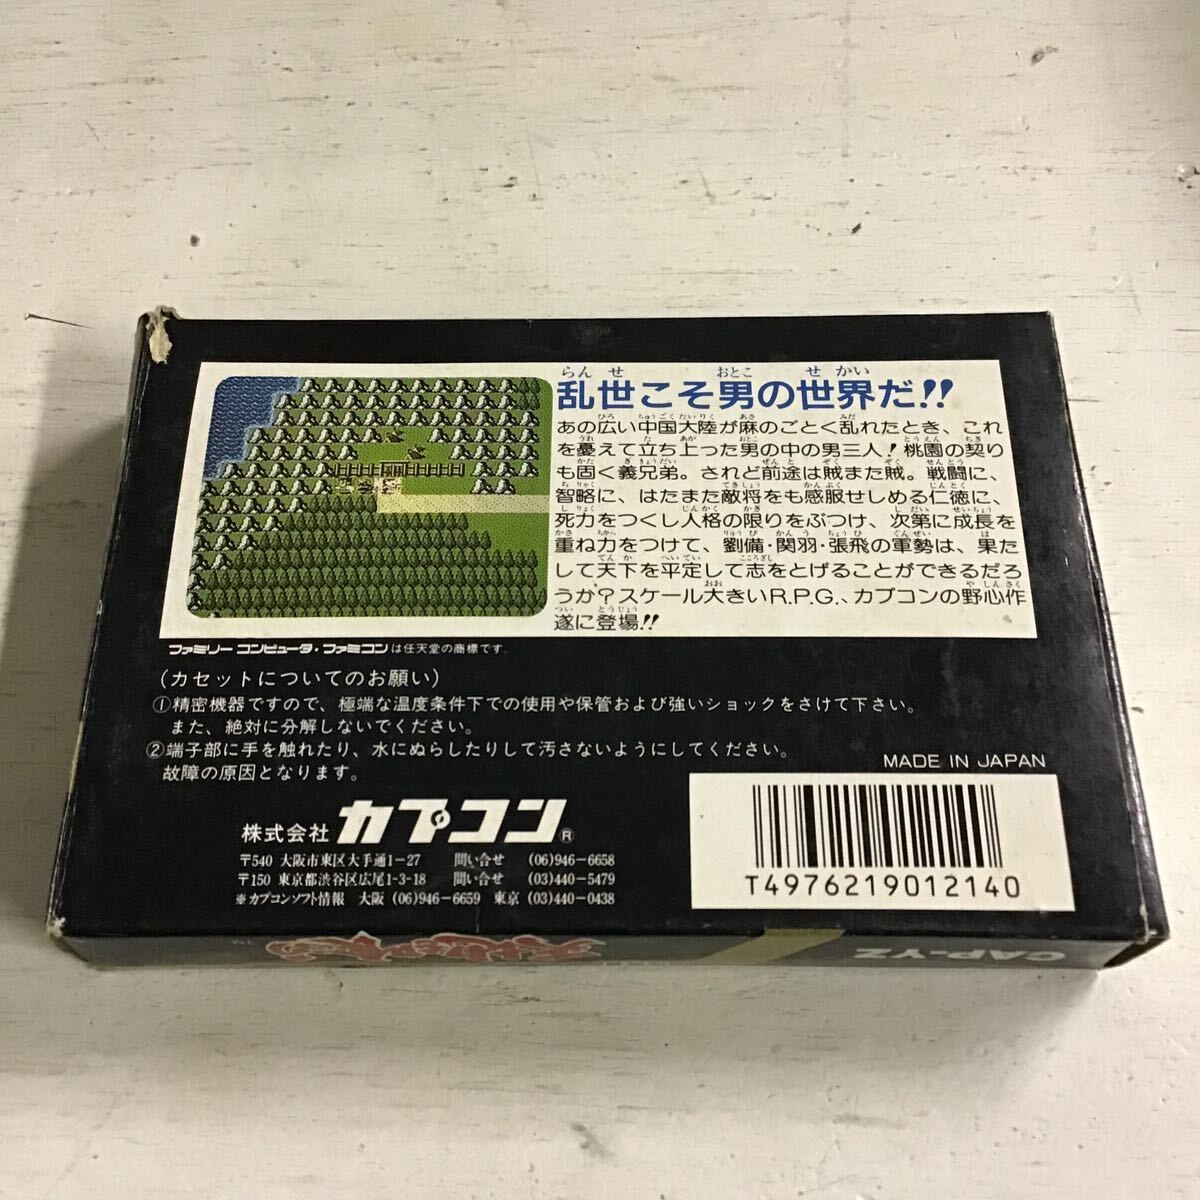 乱世こそ男の世界だ!!
あの広い中国大陸が麻のごとく乱れたとき、これ
を憂えて立ち上った男の中の男三人!桃園の契り
も固く義兄弟。されど前途は賊また賊。戦闘に、
智略に、はたまた敵将をも感服せしめる仁徳に、
死力をつくし人格の限りをぶつけ、次第に成長を
重ね力をつけて、劉備・関羽・張飛の軍勢は、果た
して天下を平定して志をとげることができるだろ
うか?スケール大きいR.P.G.、カプコンの野心作
遂に登場!!
ファミリー コンピュータ・ファミコンは任天堂の商標です。
(カセットについてのお願い)
①精密機器ですので、極端な温度条件下での使用や保管および強いショックをさけて下さい。
また、絶対に分解しないでください。
②端子部に手を触れたり、水にぬらしたりして汚さないようにしてください。
故障の原因となります。
MADE IN JAPAN
株式会社 カプコン®
〒540 大阪市東区大手通1-27 問い合せ (06)946-6658
〒150 東京都渋谷区広尾1-3-18 問い合せ (03)440-5479
※カプコンソフト情報 大阪 (06)946-6659 東京 (03)440-0438
T4976219012140
CAP-YZ